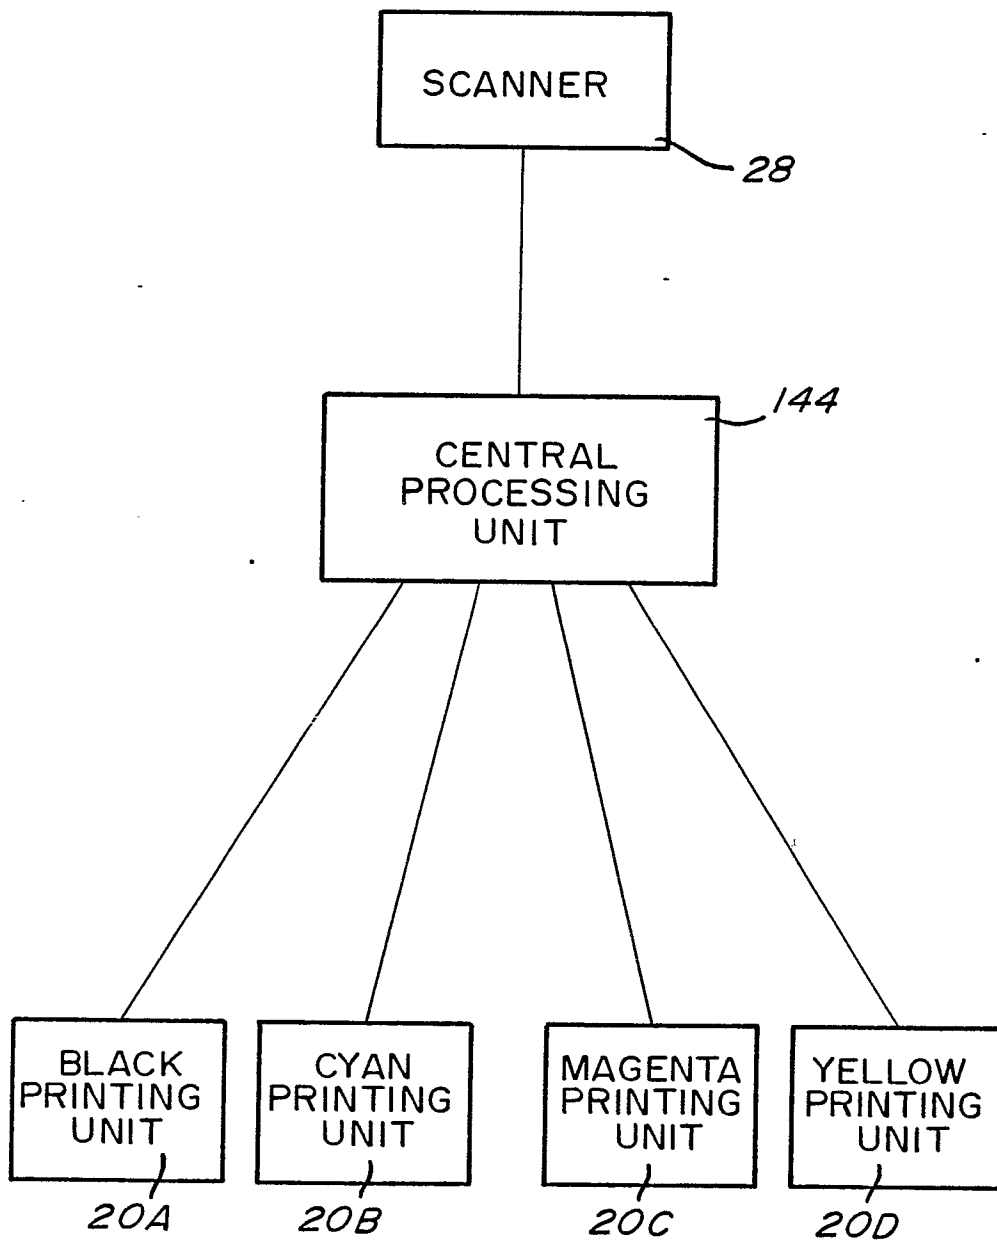 SCANNER
28
144
CENTRAL
PROCESSING
UNIT
BLACK
PRINTING
UNIT
CYAN
PRINTING
UNIT
MAGENTA
PRINTING
UNIT
YELLOW
PRINTING
UNIT
20A
20B
20C
20D